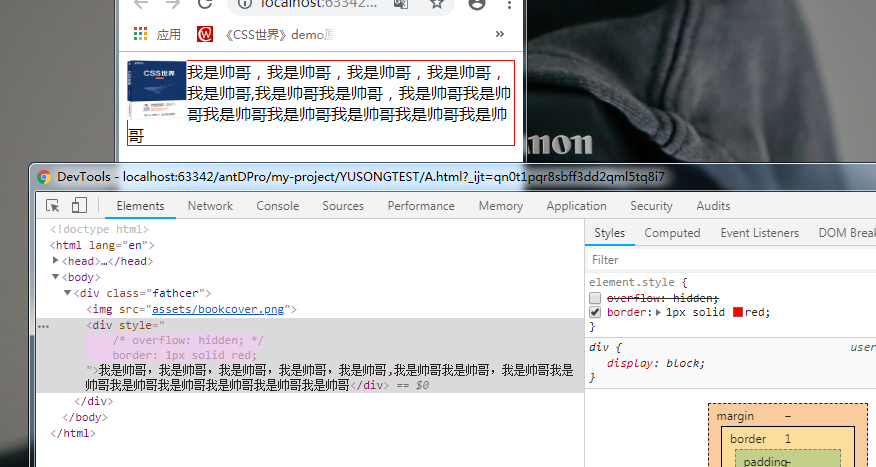 localhost:63342...
应用
《CSS世界》demo
CSS世界
我是帅哥，我是帅哥，我是帅哥，我是帅哥，
我是帅哥,我是帅哥我是帅哥，我是帅哥我是帅
哥我是帅哥我是帅哥我是帅哥我是帅哥我是帅
哥
non
DevTools - localhost:63342/antDPro/my-project/YUSONGTEST/A.html?_ijt=qn0t1pqr8sbff3dd2qml5tq8i7
Elements Network Console Sources Performance Memory Application Security Audits
<!doctype html>
<html lang="en">
<head>…</head>
<body>
<div class="fathcer">
<img src="assets/bookcover.png">
<div style="
/* overflow: hidden; */
border: 1px solid red;
">我是帅哥，我是帅哥，我是帅哥，我是帅哥，我是帅哥,我是帅哥我是帅哥，我是帅哥我是
帅哥我是帅哥我是帅哥我是帅哥我是帅哥我是帅哥</div> == $0
</div>
</body>
</html>
Styles Computed Event Listeners DOM Break
Filter
element.style {
overflow: hidden;
border: 1px solid red;
}
div { user
display: block;
}
margin –
border 1
padding–